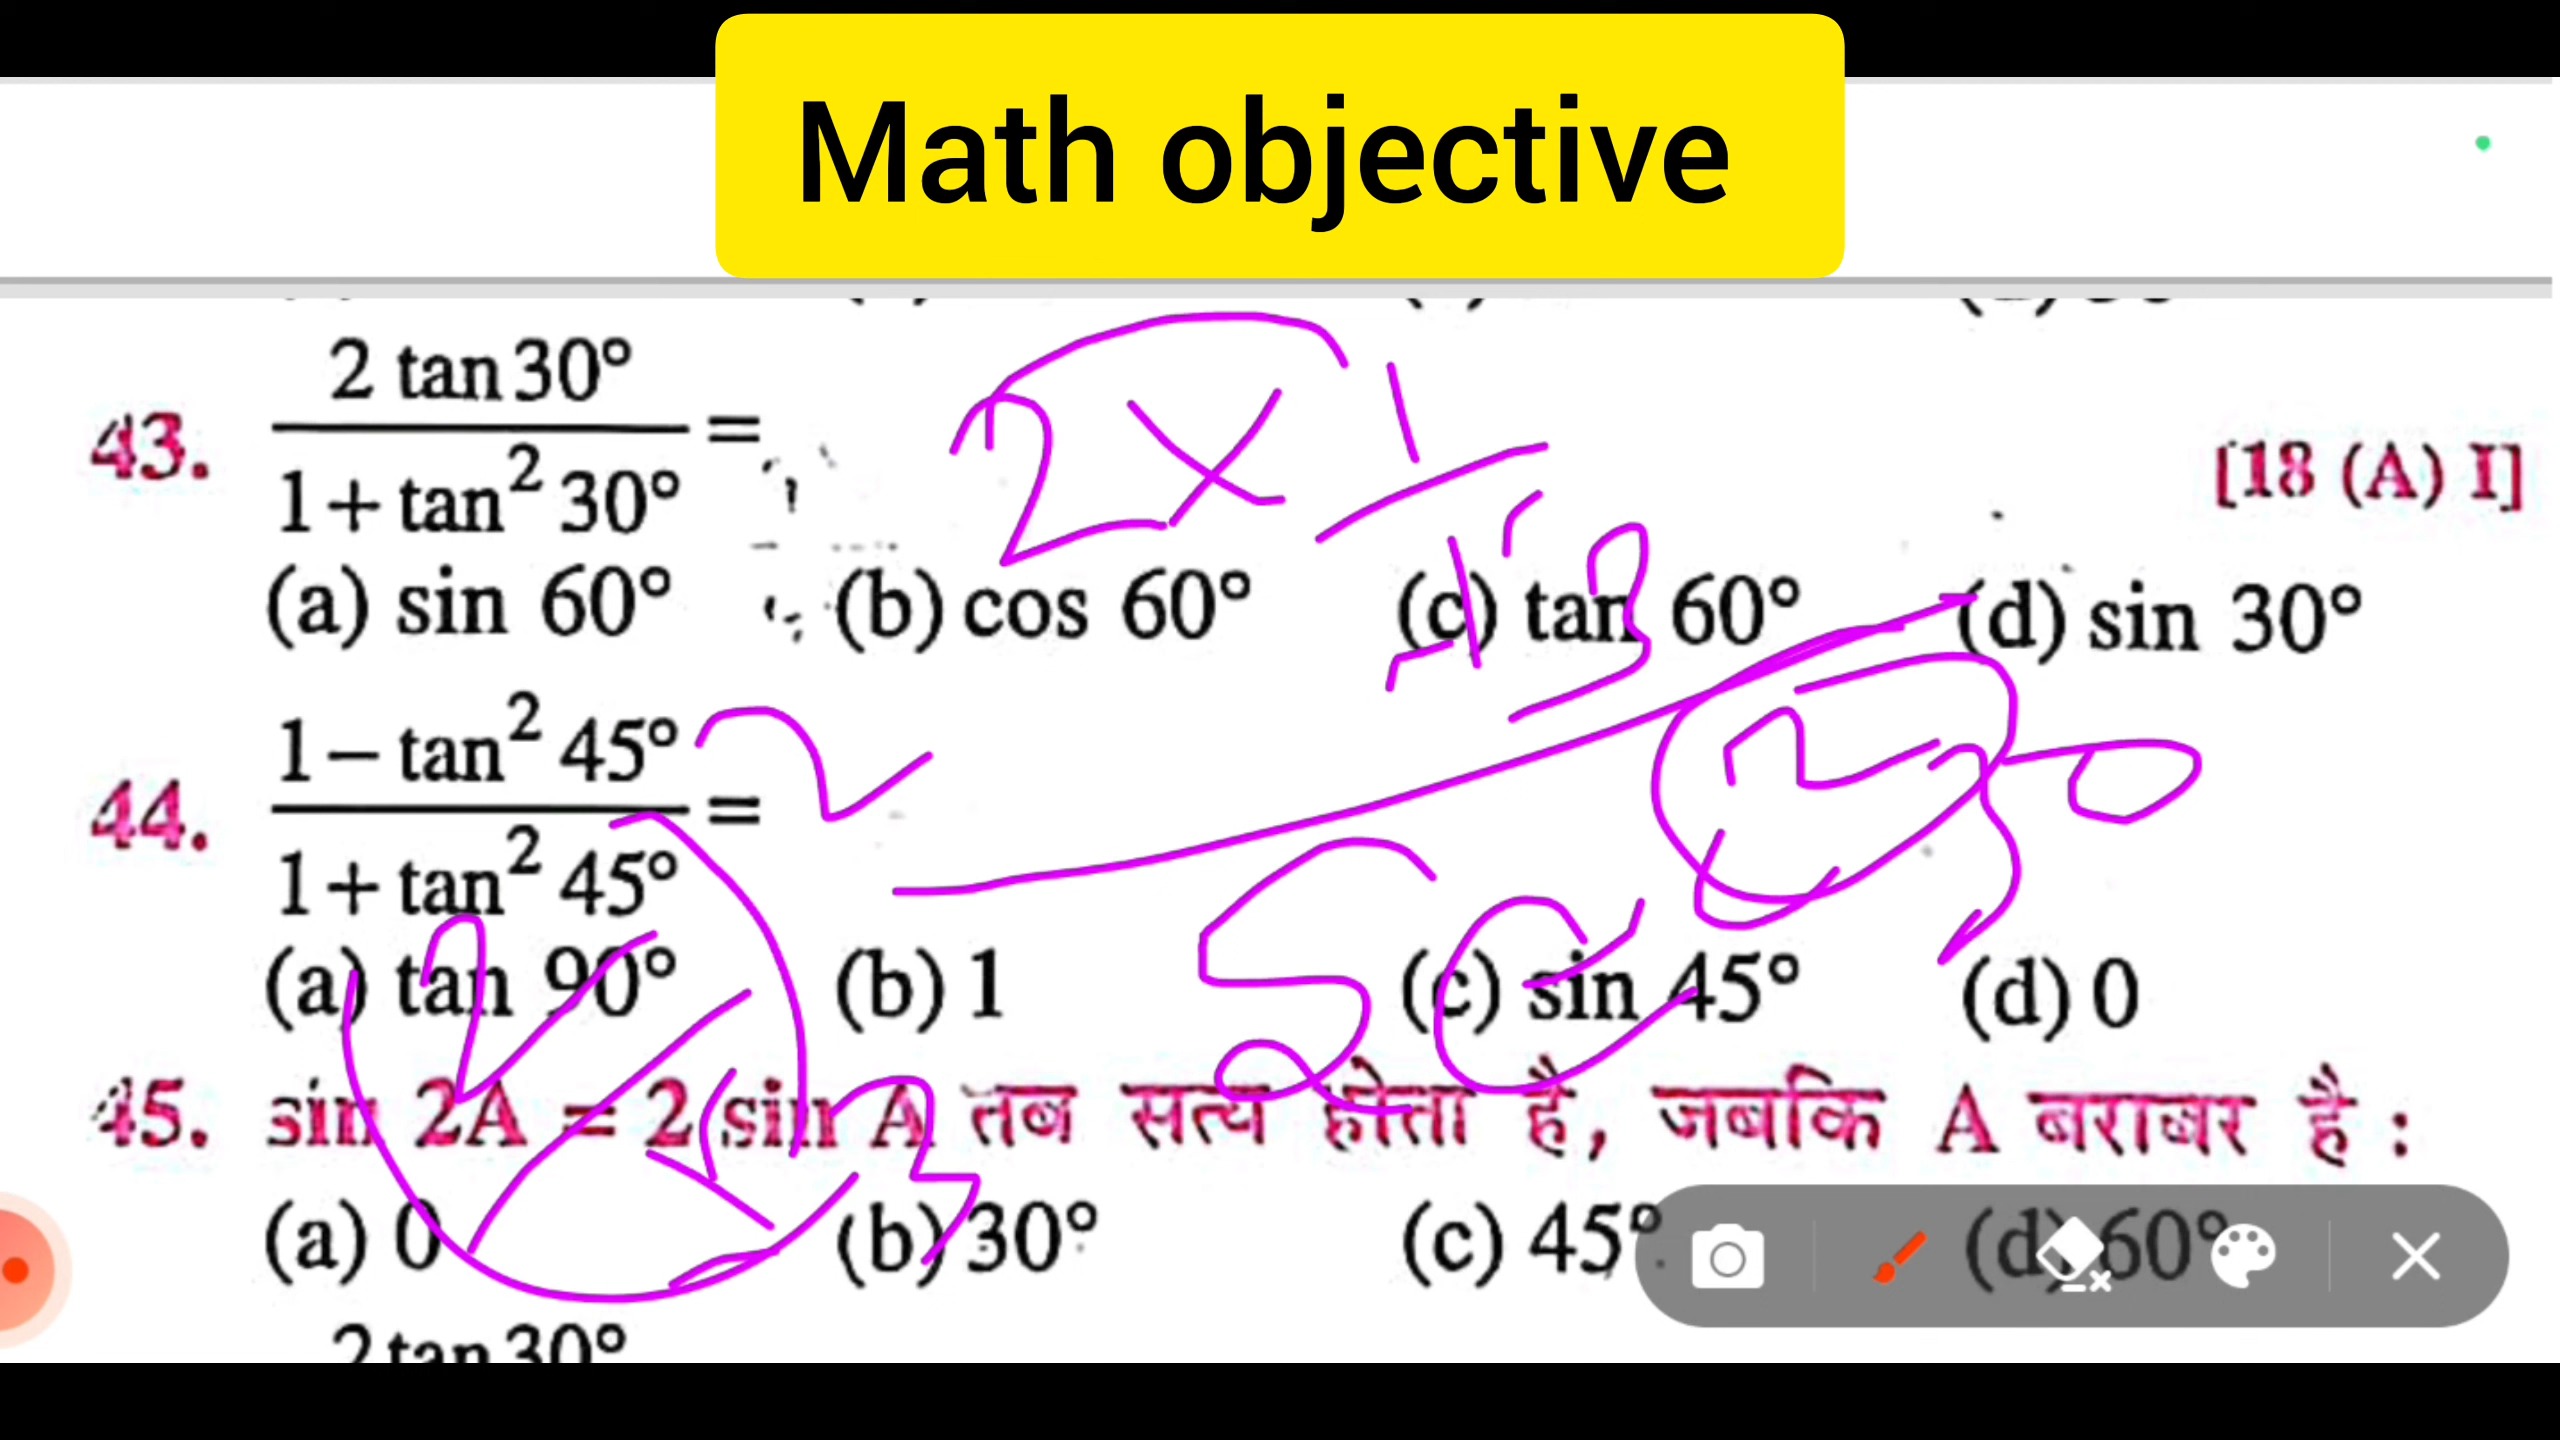 Math objective
43. 2 tan 30° / 1 + tan² 30° = [18 (A) I]
(a) sin 60° (b) cos 60° (c) tan 60° (d) sin 30°
44. 1 – tan² 45° / 1 + tan² 45° =
(a) tan 90° (b) 1 (c) sin 45° (d) 0
45. sin 2A = 2 sin A तब सत्य होता है, जबकि A बराबर है :
(a) 0 (b) 30° (c) 45° (d) 60°
2 tan 30°